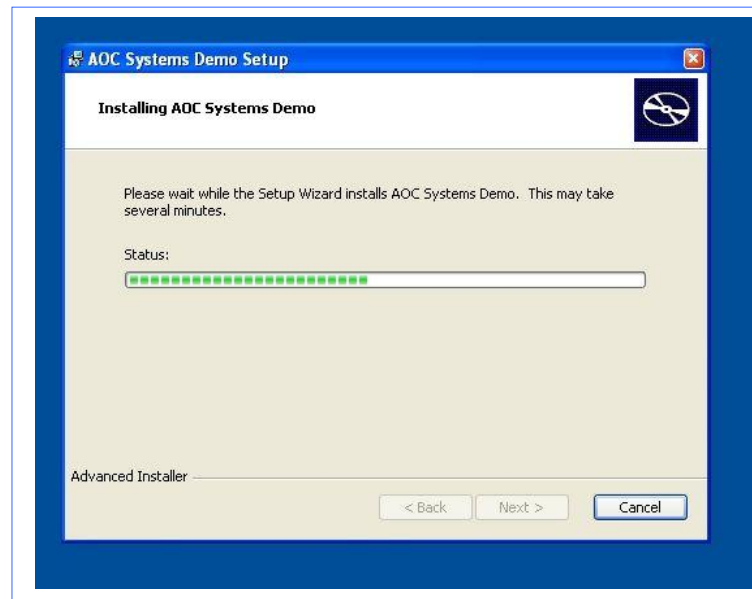 AOC Systems Demo Setup
Installing AOC Systems Demo
Please wait while the Setup Wizard installs AOC Systems Demo. This may take
several minutes.
Status:
Advanced Installer
< Back Next > Cancel